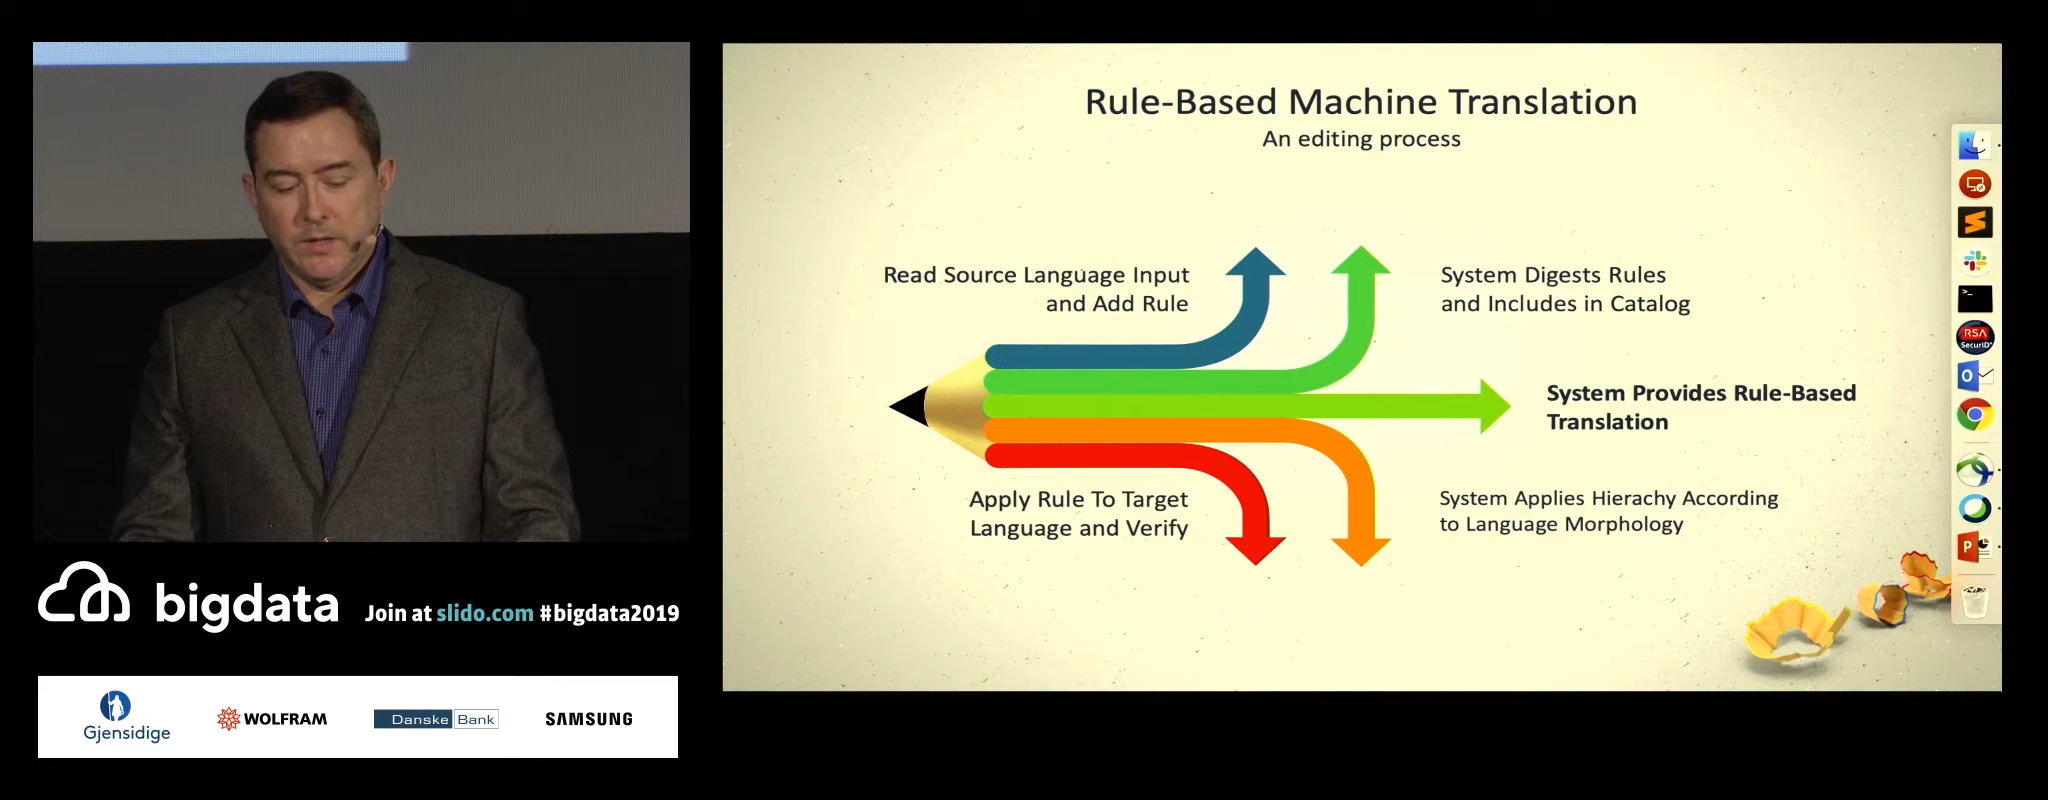 Rule-Based Machine Translation
An editing process
Read Source Language Input
and Add Rule
System Digests Rules
and Includes in Catalog
System Provides Rule-Based
Translation
Apply Rule To Target
Language and Verify
System Applies Hierachy According
to Language Morphology
RSA
SecurID
O
P
bigdata
Join at slido.com #bigdata2019
Gjensidige
WOLFRAM
Danske Bank
SAMSUNG